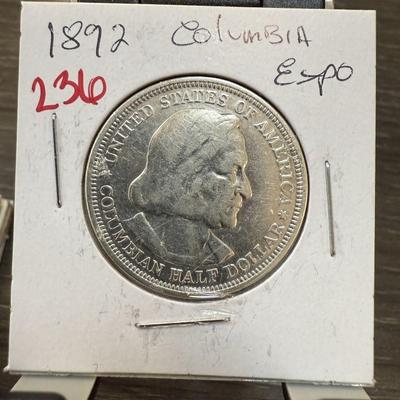 1892 ColumBIA
Expo
236
UNITED STATES OF AMERICA
COLUMBIAN HALF DOLLAR